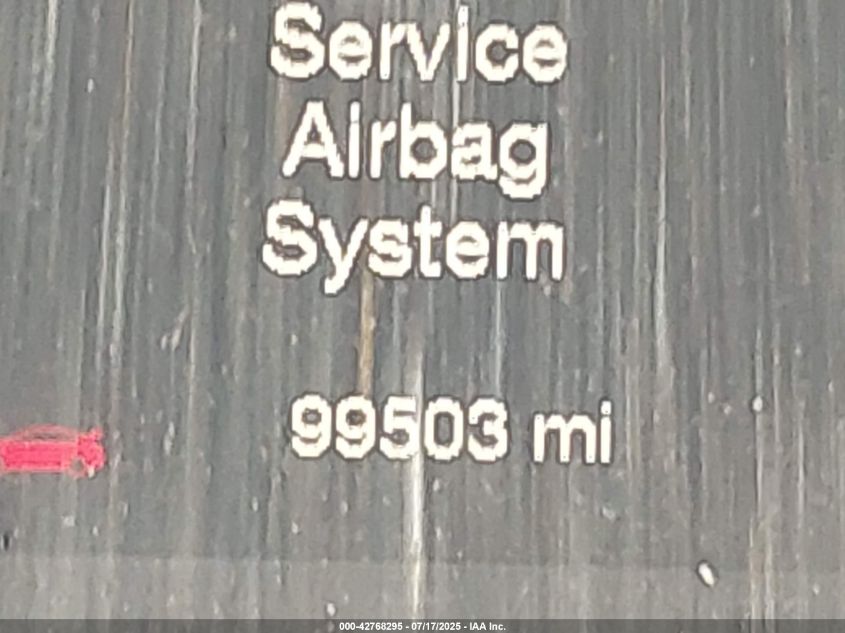 Service
Airbag
System
99503 mi
000-42768295 - 07/17/2025 - IAA Inc.